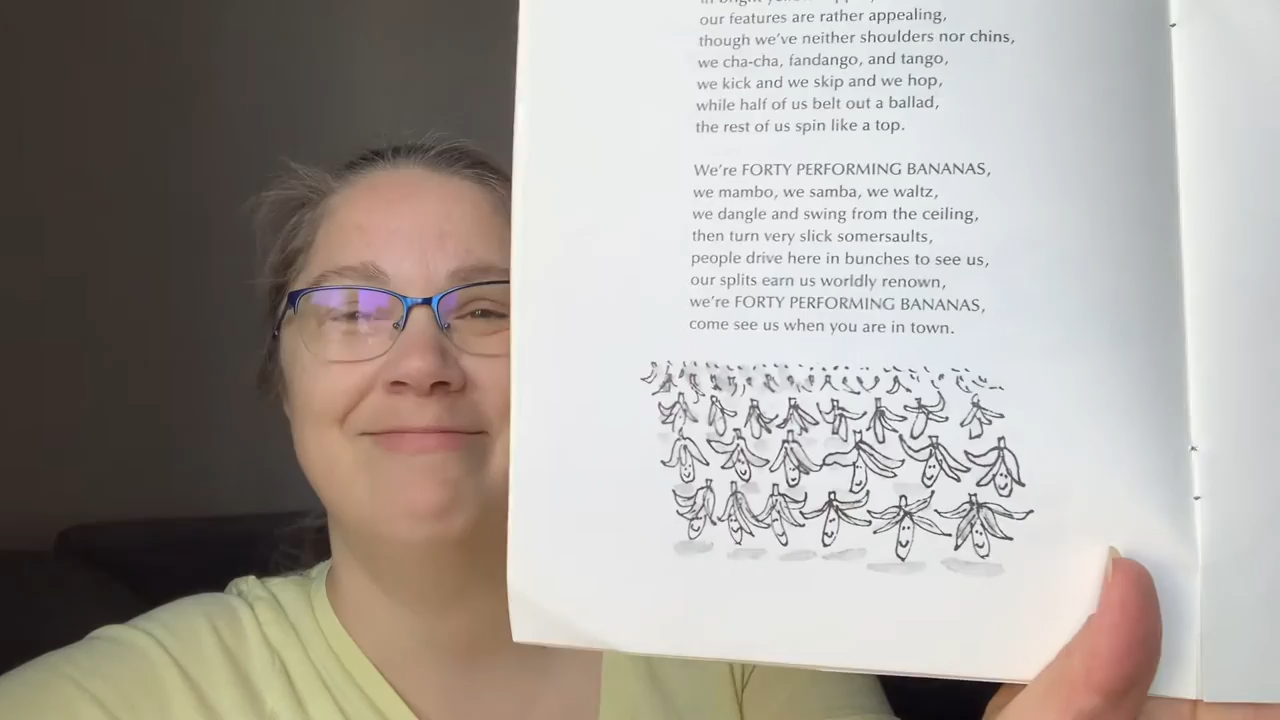 in bright yellow
our features are rather appealing,
though we've neither shoulders nor chins,
we cha-cha, fandango, and tango,
we kick and we skip and we hop,
while half of us belt out a ballad,
the rest of us spin like a top.
We're FORTY PERFORMING BANANAS,
we mambo, we samba, we waltz,
we dangle and swing from the ceiling,
then turn very slick somersaults,
people drive here in bunches to see us,
our splits earn us worldly renown,
we're FORTY PERFORMING BANANAS,
come see us when you are in town.